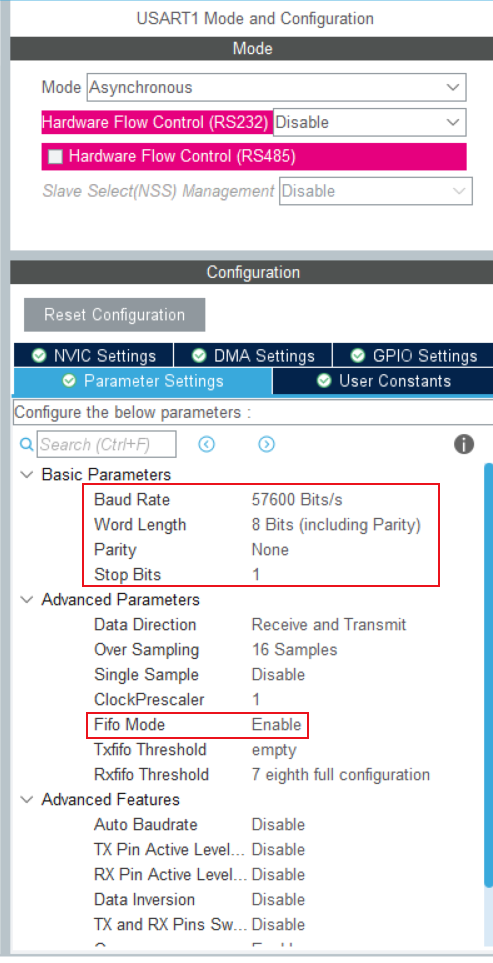 USART1 Mode and Configuration
Mode
Mode Asynchronous
Hardware Flow Control (RS232) Disable
Hardware Flow Control (RS485)
Slave Select(NSS) Management Disable
Configuration
Reset Configuration
NVIC Settings DMA Settings GPIO Settings
Parameter Settings User Constants
Configure the below parameters :
Search (Ctrl+F)
Basic Parameters
Baud Rate 57600 Bits/s
Word Length 8 Bits (including Parity)
Parity None
Stop Bits 1
Advanced Parameters
Data Direction Receive and Transmit
Over Sampling 16 Samples
Single Sample Disable
ClockPrescaler 1
Fifo Mode Enable
Txfifo Threshold empty
Rxfifo Threshold 7 eighth full configuration
Advanced Features
Auto Baudrate Disable
TX Pin Active Level... Disable
RX Pin Active Level... Disable
Data Inversion Disable
TX and RX Pins Sw... Disable